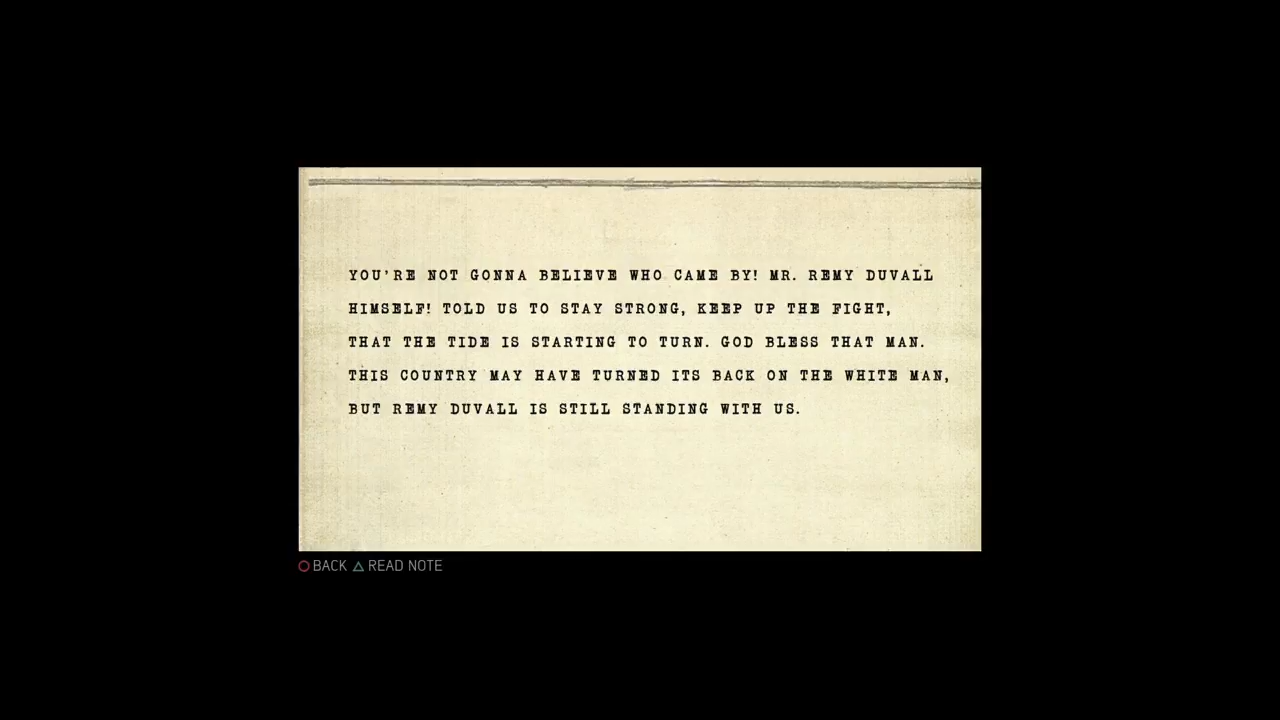 YOU'RE NOT GONNA BELIEVE WHO CAME BY! MR. REMY DUVALL
HIMSELF! TOLD US TO STAY STRONG, KEEP UP THE FIGHT,
THAT THE TIDE IS STARTING TO TURN. GOD BLESS THAT MAN.
THIS COUNTRY MAY HAVE TURNED ITS BACK ON THE WHITE MAN,
BUT REMY DUVALL IS STILL STANDING WITH US.
BACK READ NOTE